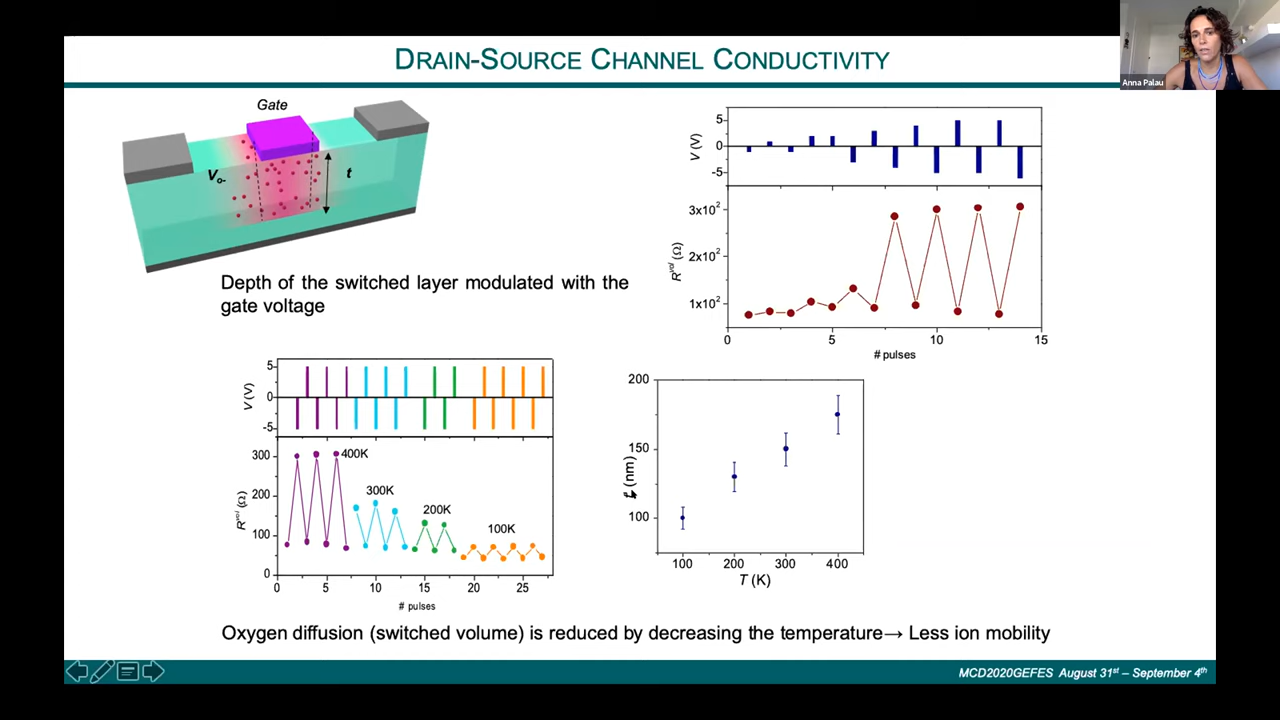 DRAIN-SOURCE CHANNEL CONDUCTIVITY
Anna Palau
Gate
Vo-
t
Depth of the switched layer modulated with the
gate voltage
V (V)
5
0
-5
R^vol (Ω)
3x10²
2x10²
1x10²
0 5 10 15
# pulses
V (V)
5
0
-5
R^vol (Ω)
300
200
100
0
400K
300K
200K
100K
0 5 10 15 20 25
# pulses
(nm)
200
150
100
100 200 300 400
T (K)
Oxygen diffusion (switched volume) is reduced by decreasing the temperature→ Less ion mobility
MCD2020GEFES August 31st – September 4th